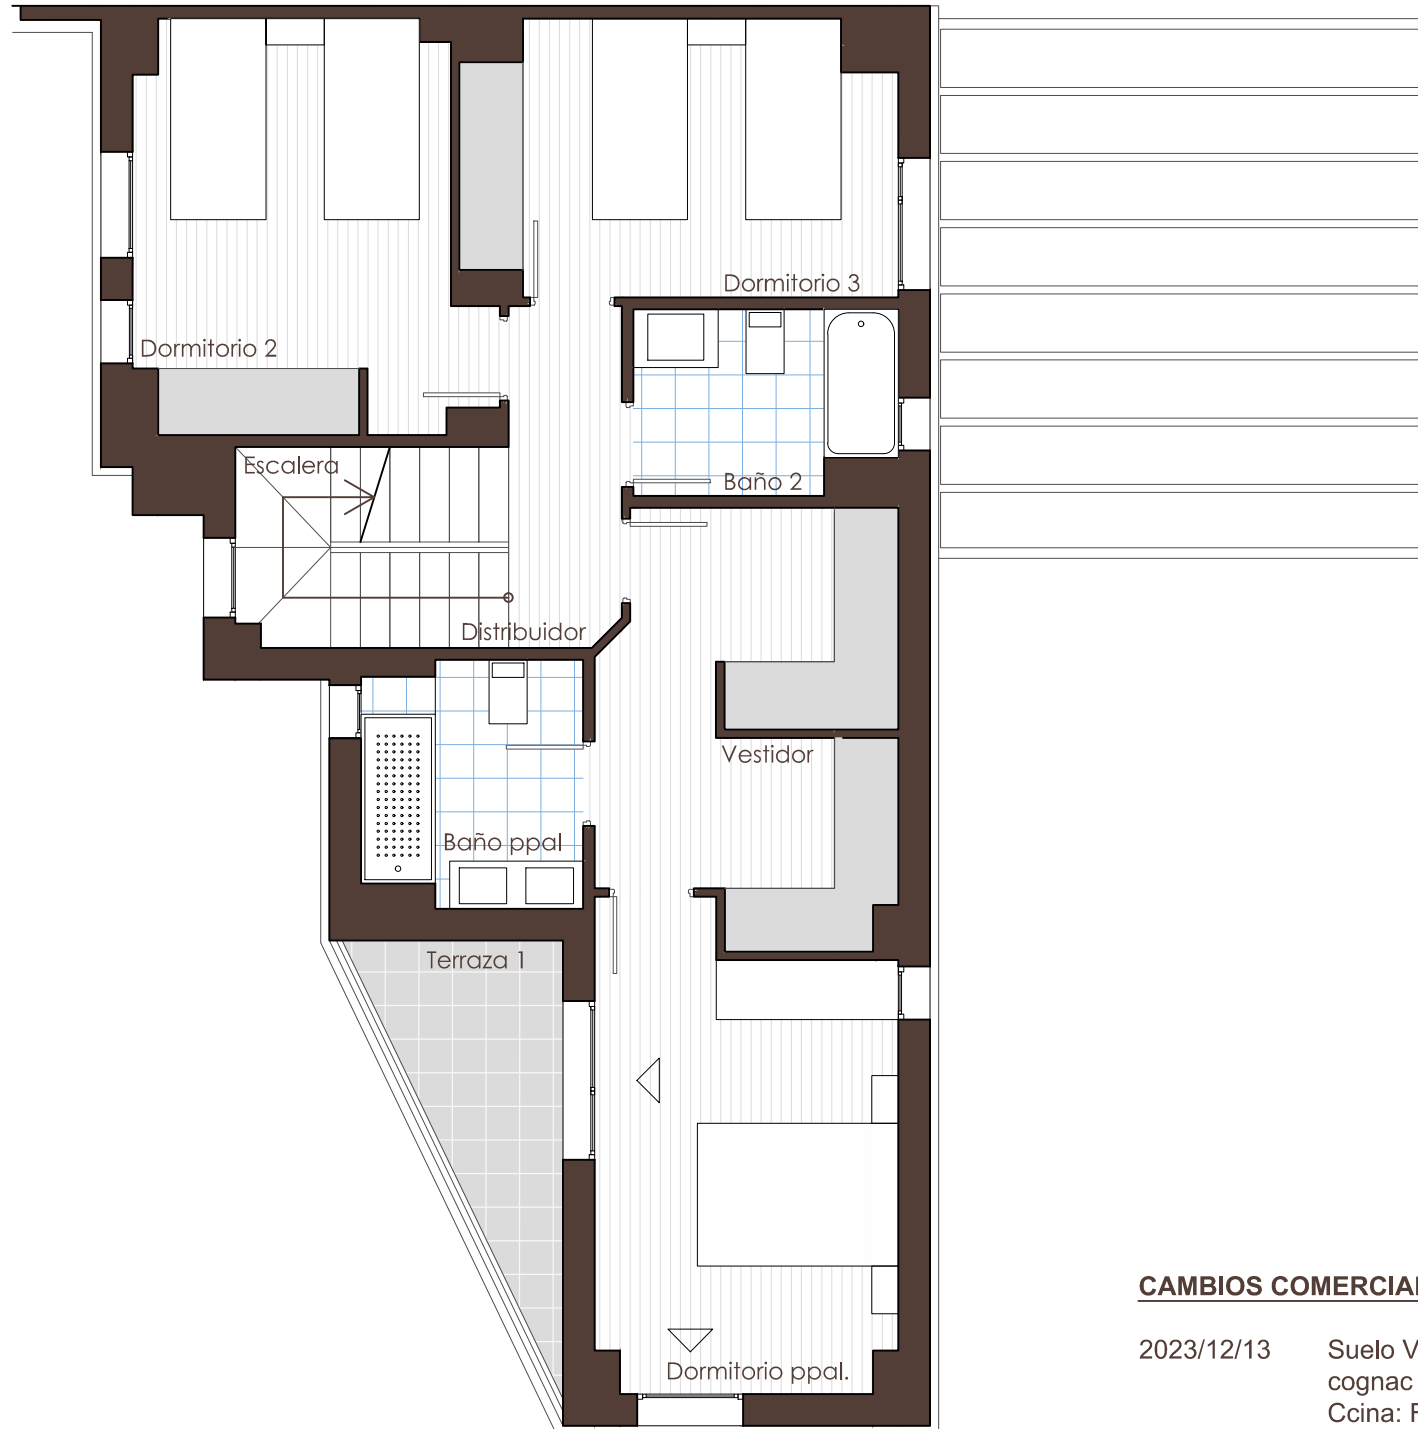 Dormitorio 3
Dormitorio 2
Escalera
Baño 2
Distribuidor
Vestidor
Baño ppal
Terraza 1
Dormitorio ppal.
CAMBIOS COMERCIA
2023/12/13 Suelo V
cognac
Ccina: F